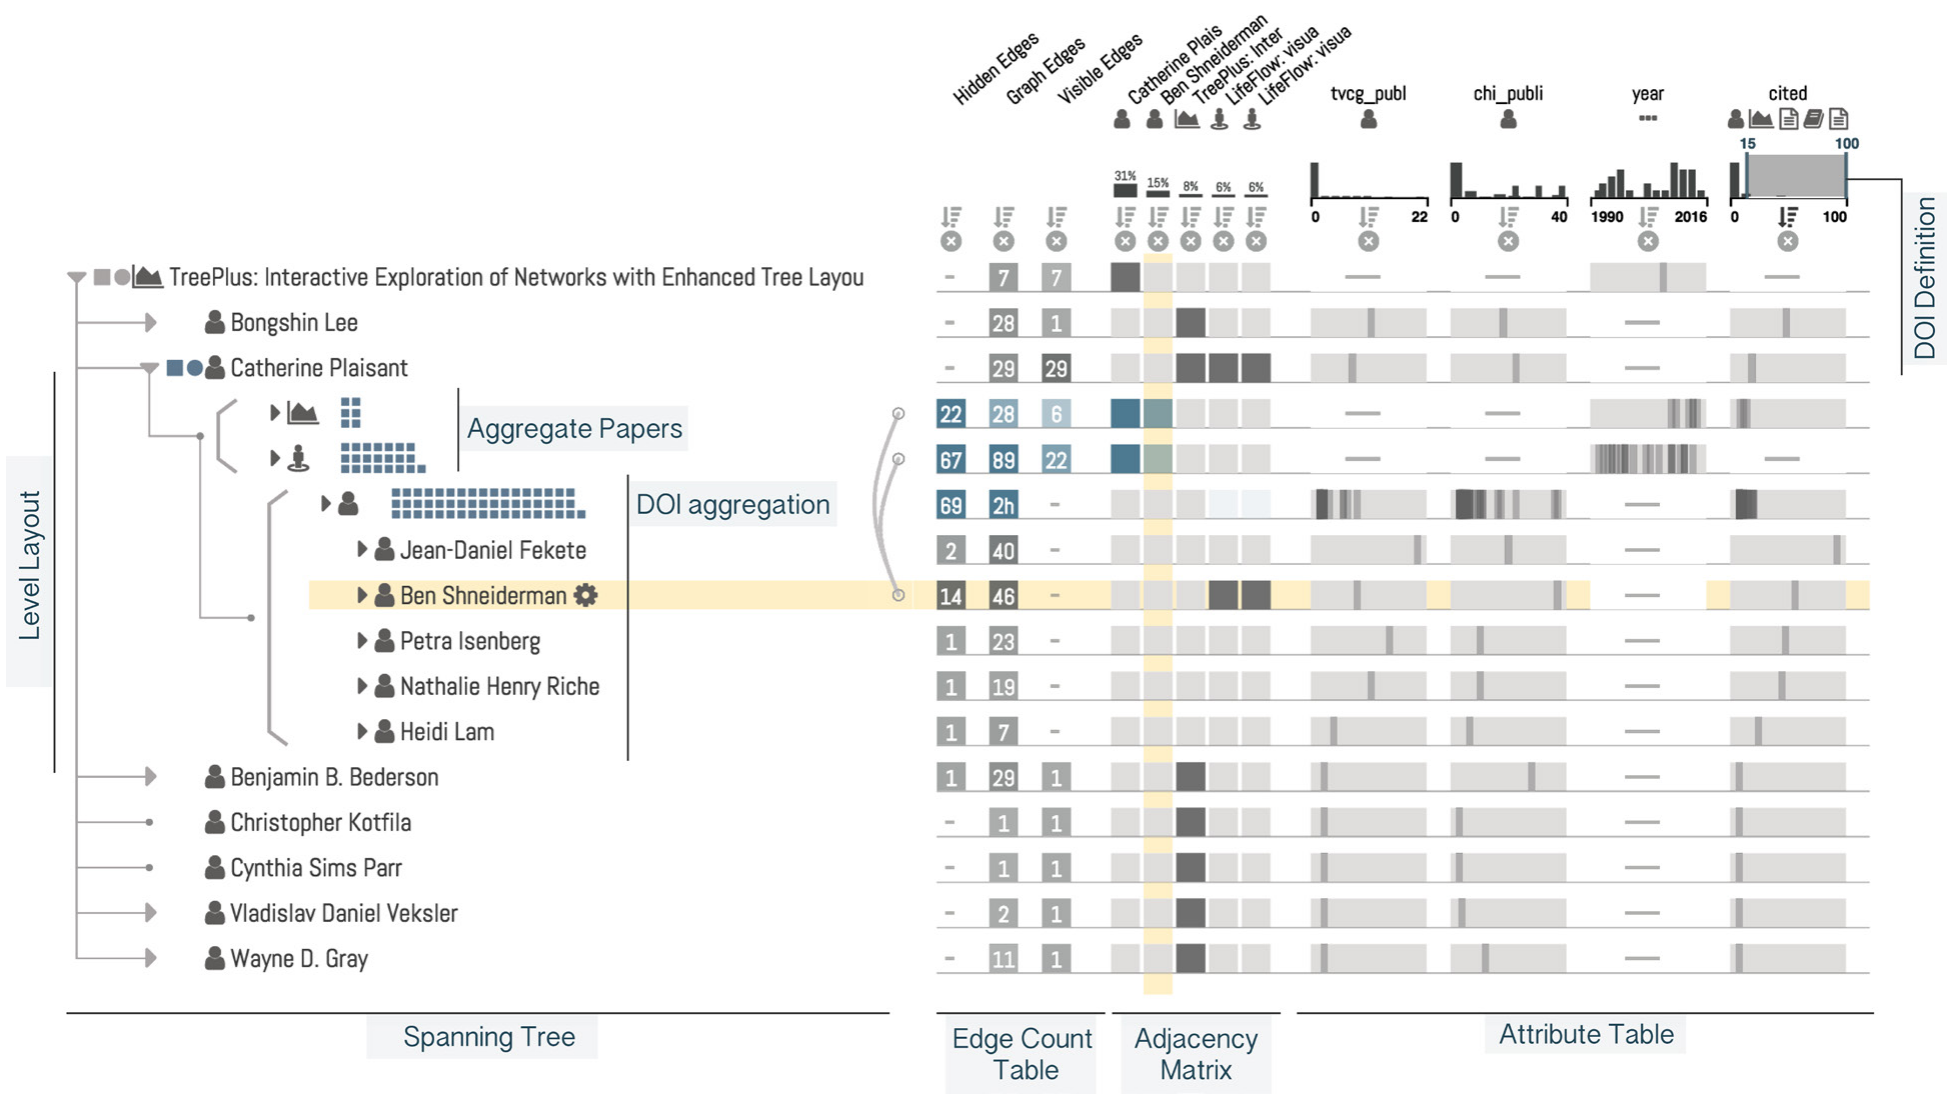 Hidden Edges
Graph Edges
Visible Edges
Catherine Plais
Ben Shneiderman
TreePlus: Inter
LifeFlow: visua
LifeFlow: visua
tvcg_publ
chi_publi
year
cited
15 100
31% 15% 8% 6% 6%
0 22
0 40
1990 2016
0 100
DOI Definition
TreePlus: Interactive Exploration of Networks with Enhanced Tree Layou - 7 7
Bongshin Lee - 28 1
Catherine Plaisant - 29 29
22 28 6
Aggregate Papers
67 89 22
69 2h -
DOI aggregation
Jean-Daniel Fekete 2 40 -
Ben Shneiderman 14 46 -
Petra Isenberg 1 23 -
Nathalie Henry Riche 1 19 -
Heidi Lam 1 7 -
Benjamin B. Bederson 1 29 1
Christopher Kotfila - 1 1
Cynthia Sims Parr - 1 1
Vladislav Daniel Veksler - 2 1
Wayne D. Gray - 11 1
Level Layout
Spanning Tree
Edge Count
Table
Adjacency
Matrix
Attribute Table